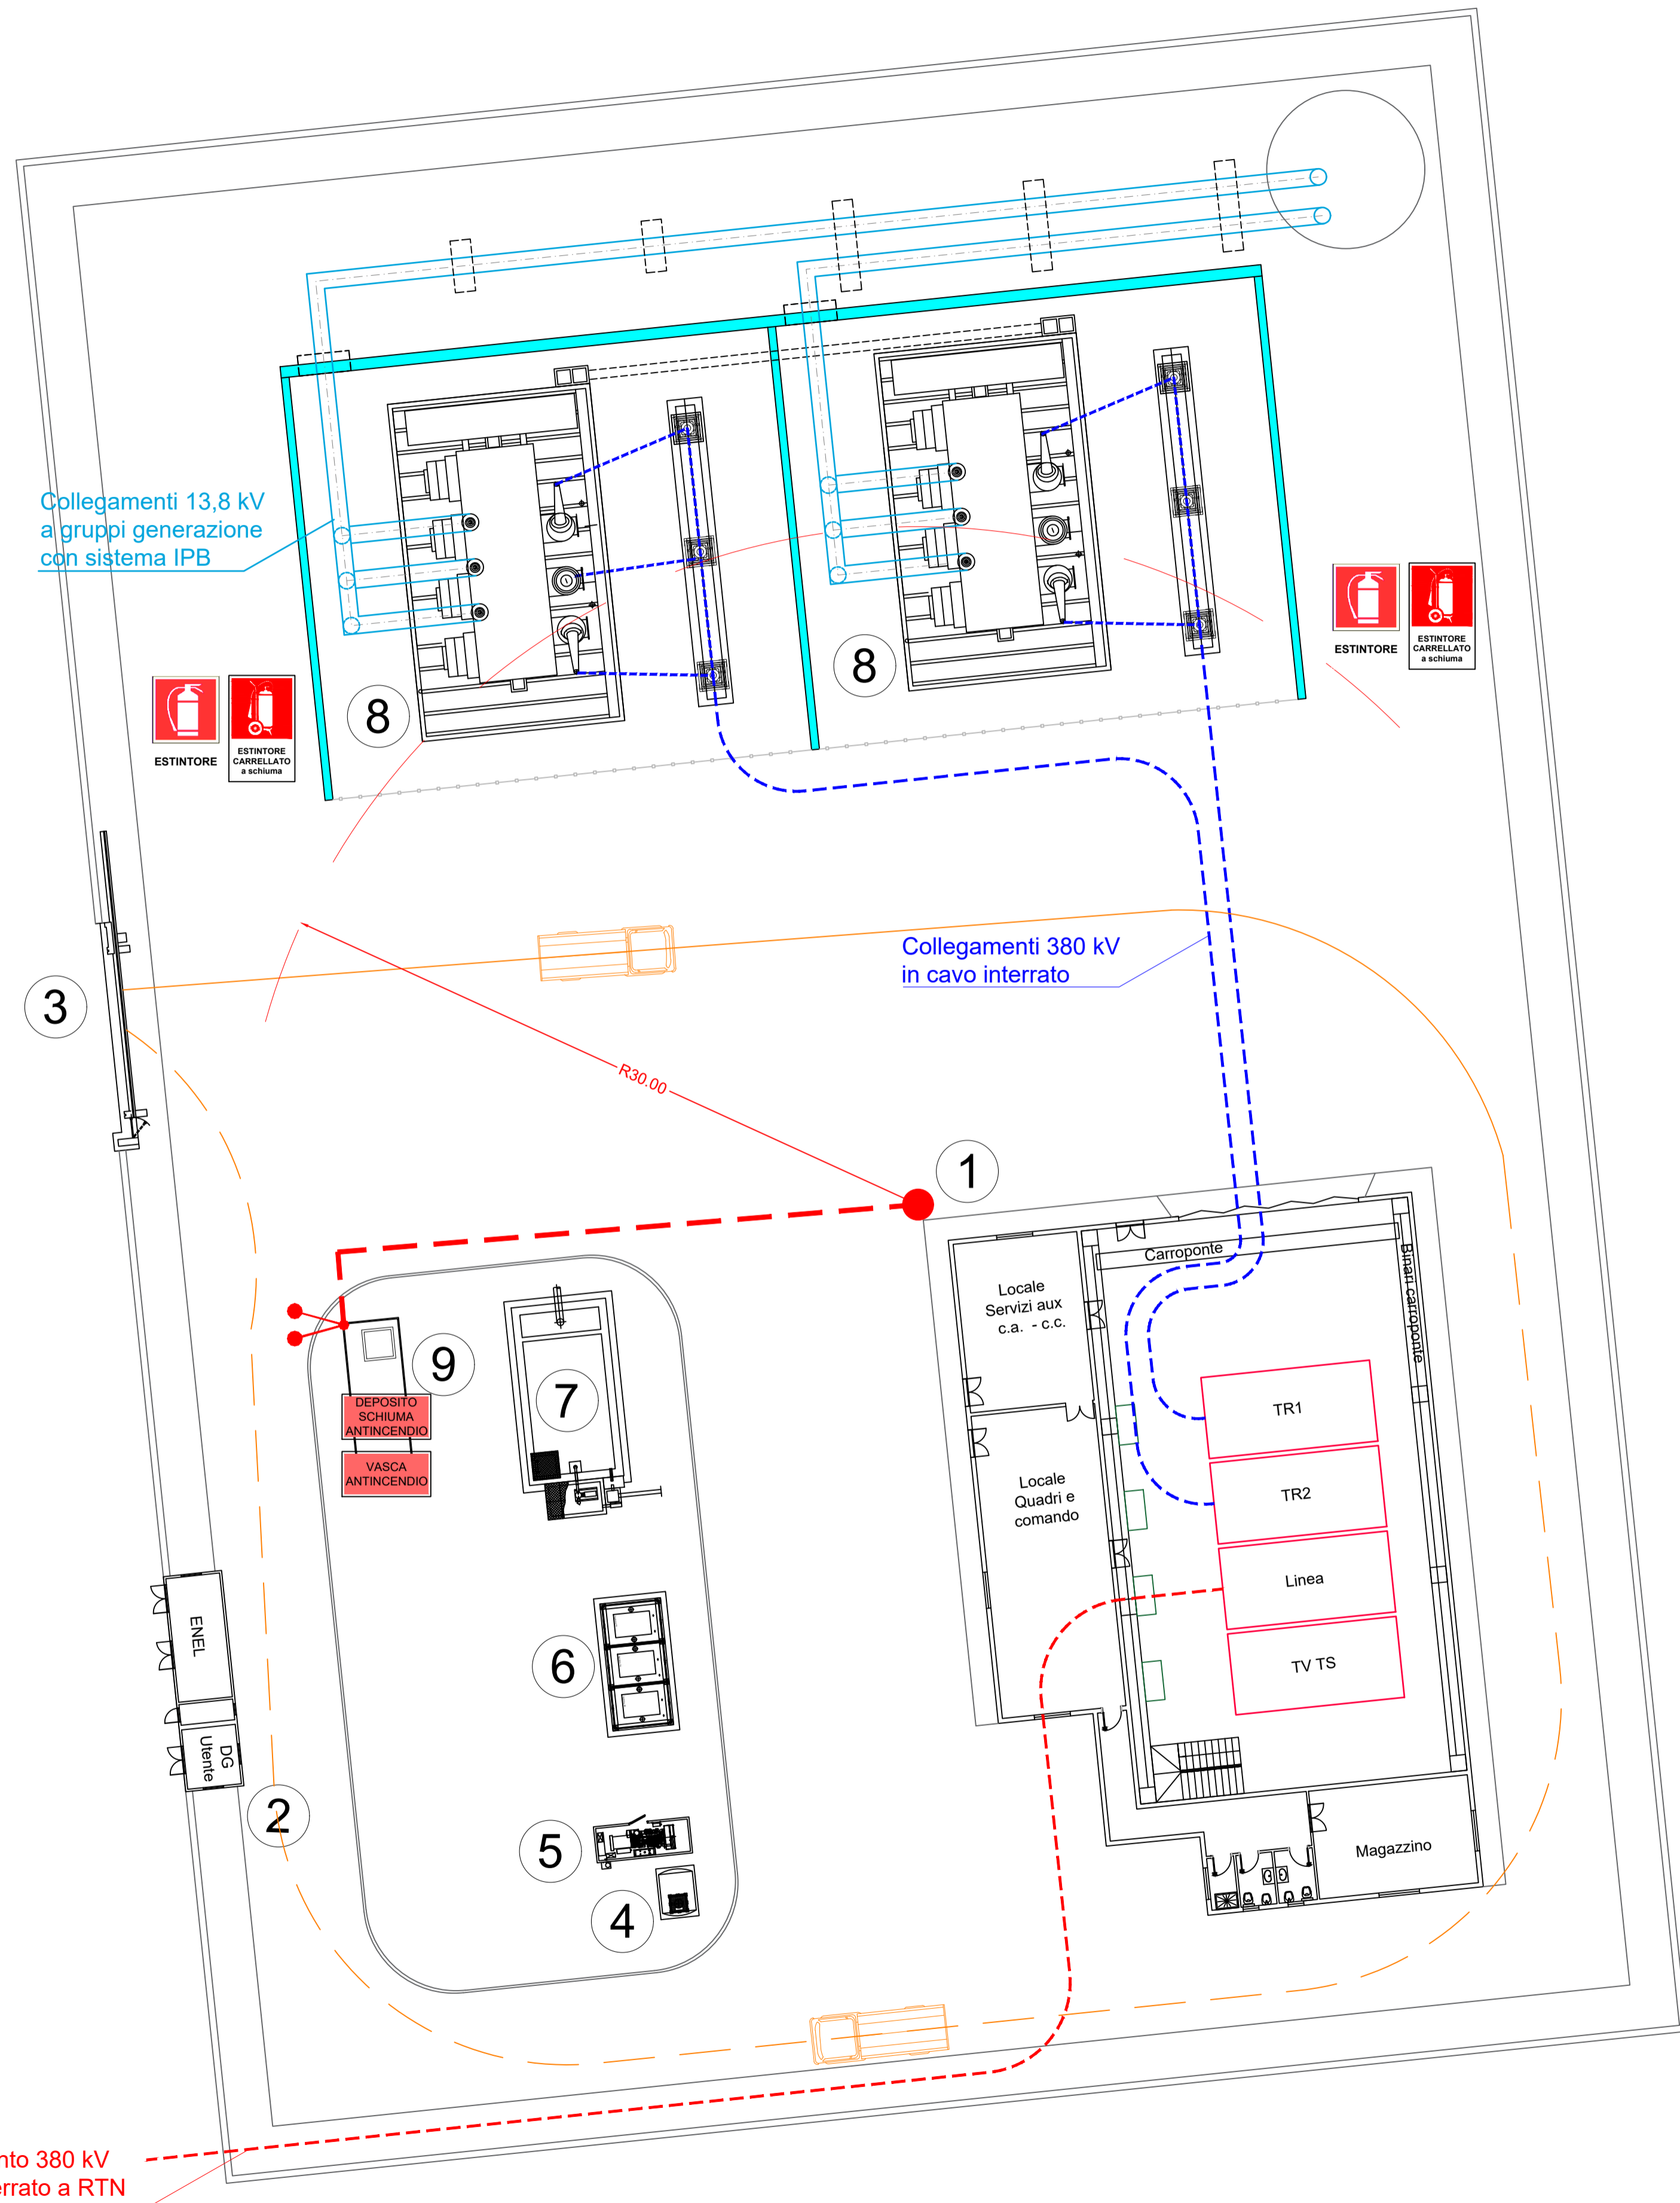 Collegamenti 13,8 kV
a gruppi generazione
con sistema IPB
8
8
ESTINTORE
ESTINTORE
CARRELLATO
a schiuma
ESTINTORE
ESTINTORE
CARRELLATO
a schiuma
Collegamenti 380 kV
in cavo interrato
3
R30.00
1
Carroponte
Binari carroponte
Locale
Servizi aux
c.a. - c.c.
9
7
DEPOSITO
SCHIUMA
ANTINCENDIO
VASCA
ANTINCENDIO
TR1
TR2
Locale
Quadri e
comando
Linea
TV TS
6
ENEL
DG
Utente
2
5
4
Magazzino
nto 380 kV
errato a RTN